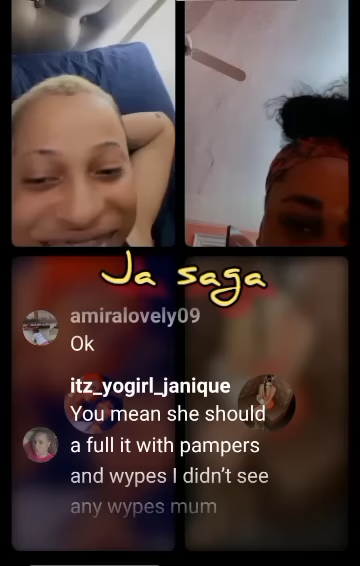 Ja saga
amiralovely09
Ok
itz_yogirl_janique
You mean she should
a full it with pampers
and wypes I didn't see
any wypes mum